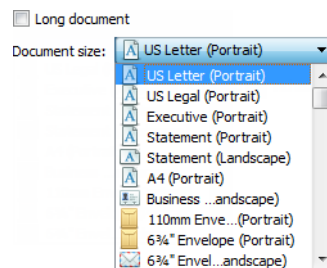 Long document
Document size: US Letter (Portrait)
US Letter (Portrait)
US Legal (Portrait)
Executive (Portrait)
Statement (Portrait)
Statement (Landscape)
A4 (Portrait)
Business ...andscape)
110mm Enve...(Portrait)
6¾" Envelope (Portrait)
6¾" Envel...andscape)